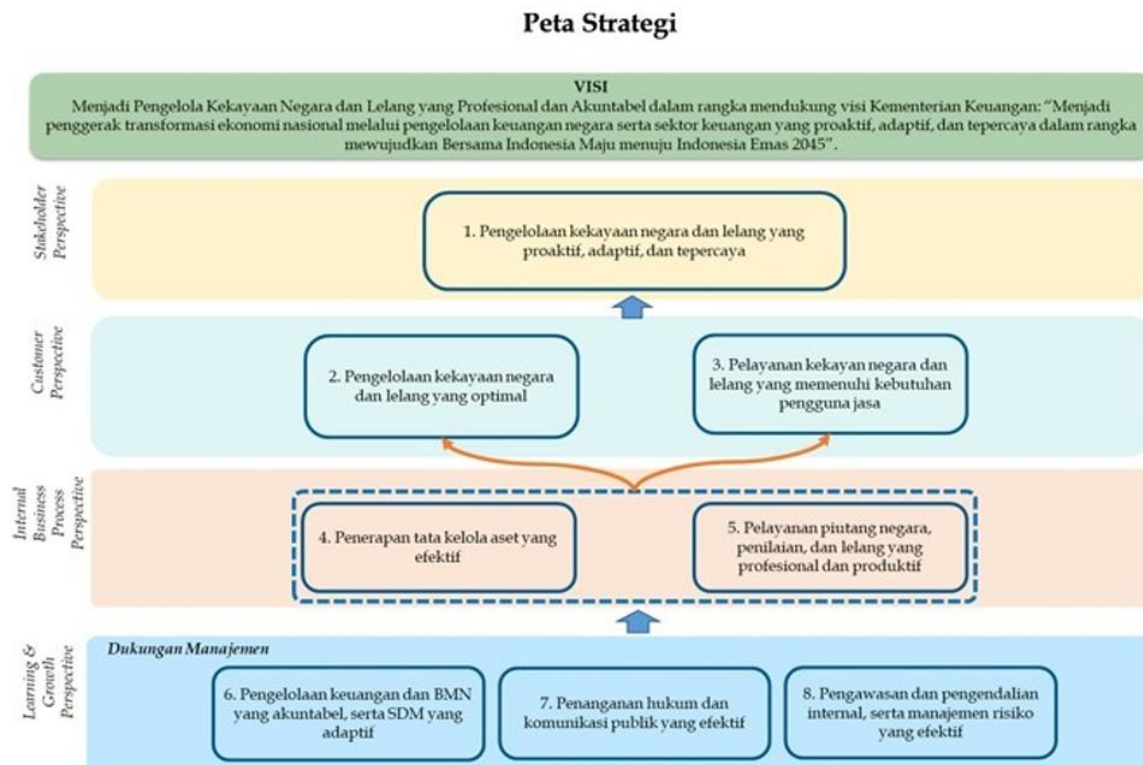 Peta Strategi
VISI
Menjadi Pengelola Kekayaan Negara dan Lelang yang Profesional dan Akuntabel dalam rangka mendukung visi Kementerian Keuangan: “Menjadi
penggerak transformasi ekonomi nasional melalui pengelolaan keuangan negara serta sektor keuangan yang proaktif, adaptif, dan tepercaya dalam rangka
mewujudkan Bersama Indonesia Maju menuju Indonesia Emas 2045”.
Stakeholder
Perspective
1. Pengelolaan kekayaan negara dan lelang yang
proaktif, adaptif, dan tepercaya
Customer
Perspective
2. Pengelolaan kekayaan negara
dan lelang yang optimal
3. Pelayanan kekayan negara dan
lelang yang memenuhi kebutuhan
pengguna jasa
Internal
Business
Process
Perspective
4. Penerapan tata kelola aset yang
efektif
5. Pelayanan piutang negara,
penilaian, dan lelang yang
profesional dan produktif
Learning &
Growth
Perspective
Dukungan Manajemen
6. Pengelolaan keuangan dan BMN
yang akuntabel, serta SDM yang
adaptif
7. Penanganan hukum dan
komunikasi publik yang efektif
8. Pengawasan dan pengendalian
internal, serta manajemen risiko
yang efektif